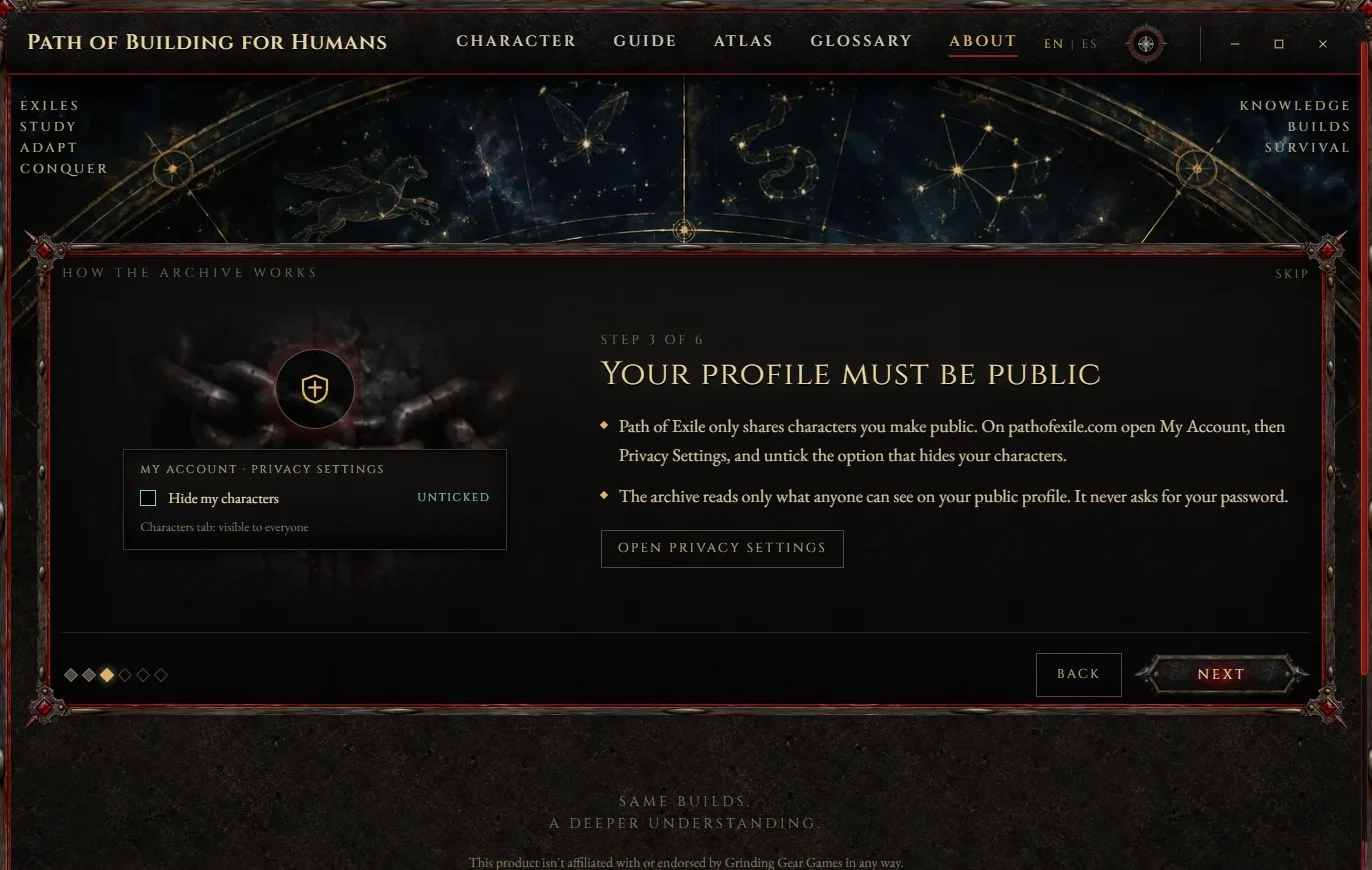 PATH OF BUILDING FOR HUMANS
CHARACTER
GUIDE
ATLAS
GLOSSARY
ABOUT
EN | ES
EXILES
STUDY
ADAPT
CONQUER
KNOWLEDGE
BUILDS
SURVIVAL
HOW THE ARCHIVE WORKS
SKIP
MY ACCOUNT · PRIVACY SETTINGS
Hide my characters
UNTICKED
Characters tab: visible to everyone
STEP 3 OF 6
YOUR PROFILE MUST BE PUBLIC
Path of Exile only shares characters you make public. On pathofexile.com open My Account, then
Privacy Settings, and untick the option that hides your characters.
The archive reads only what anyone can see on your public profile. It never asks for your password.
OPEN PRIVACY SETTINGS
BACK
NEXT
SAME BUILDS.
A DEEPER UNDERSTANDING.
This product isn't affiliated with or endorsed by Grinding Gear Games in any way.